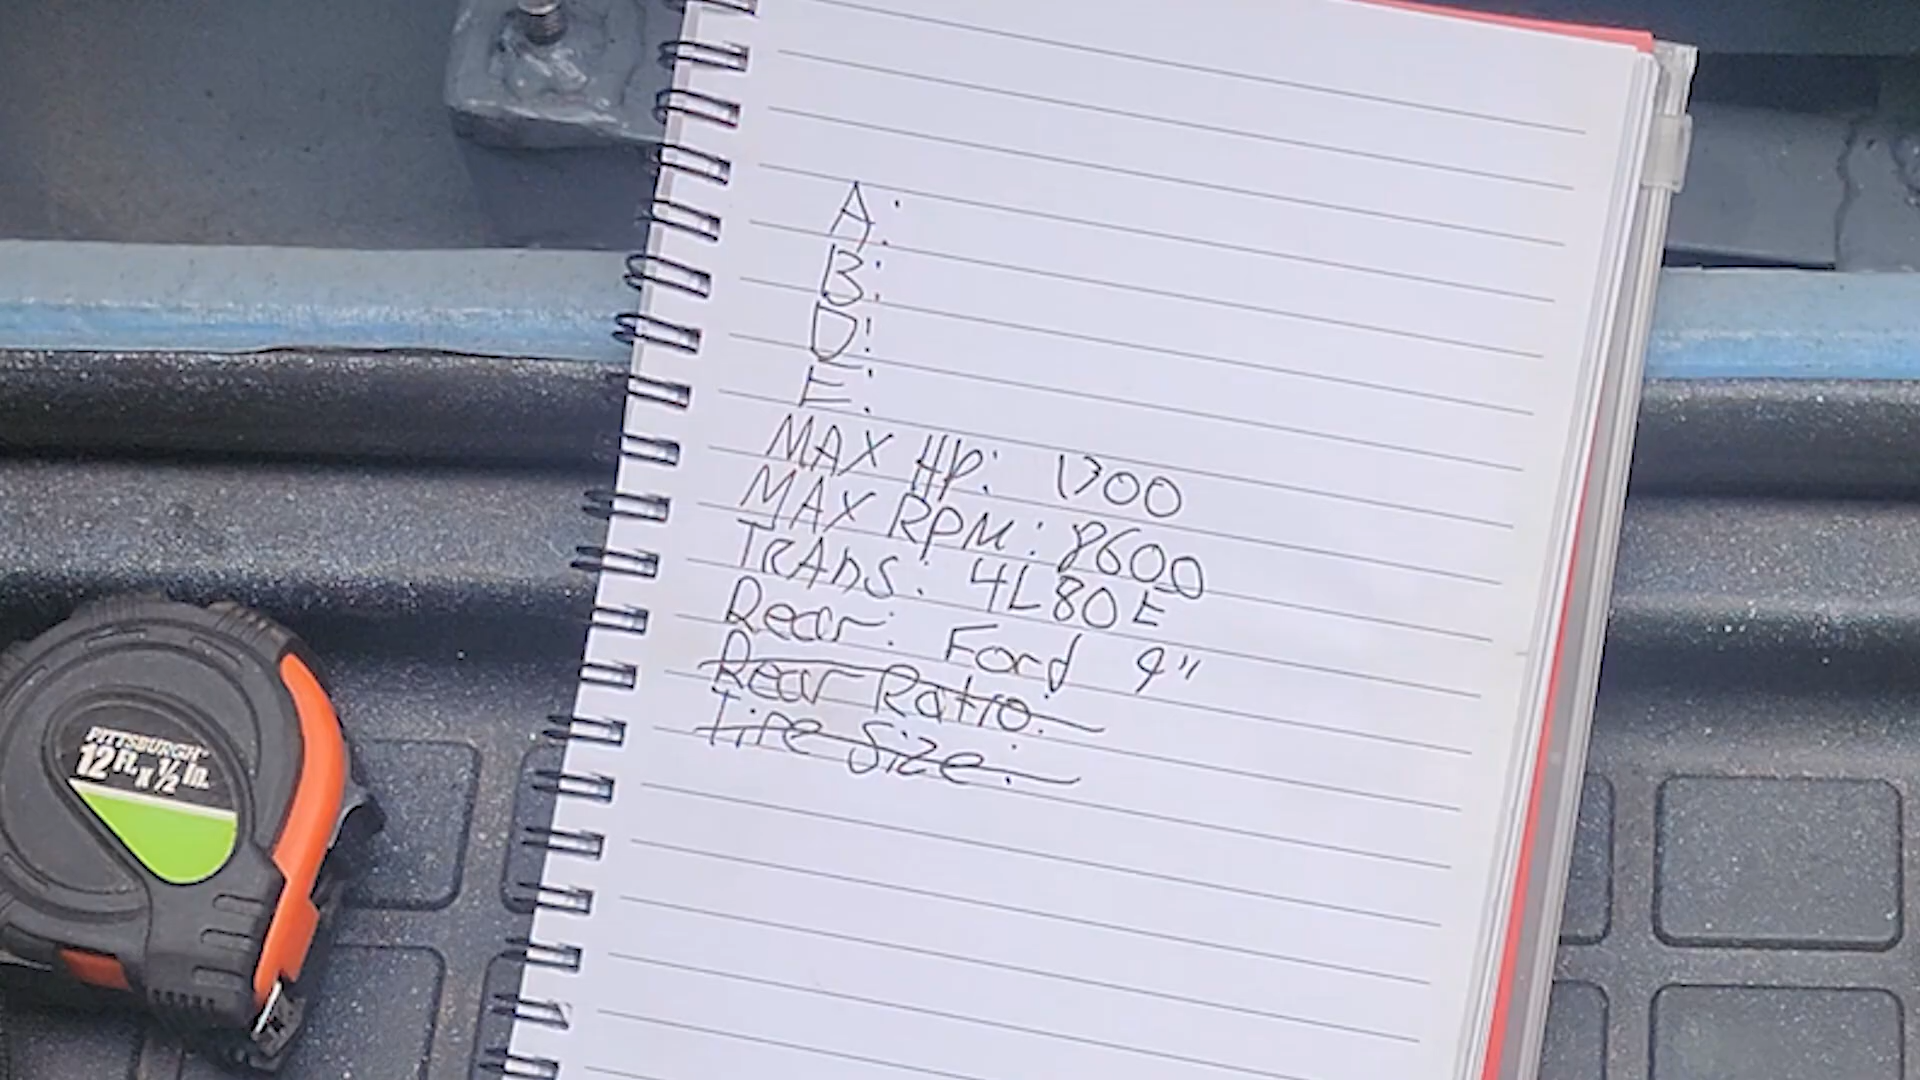 A:
B:
D:
E:
MAX HP: 1700
MAX RPM: 8600
TRANS: 4L80E
Rear: Ford 9"
Rear Ratio:
Tire Size:
PITTSBURGH
12 FT. x 1/2 In.